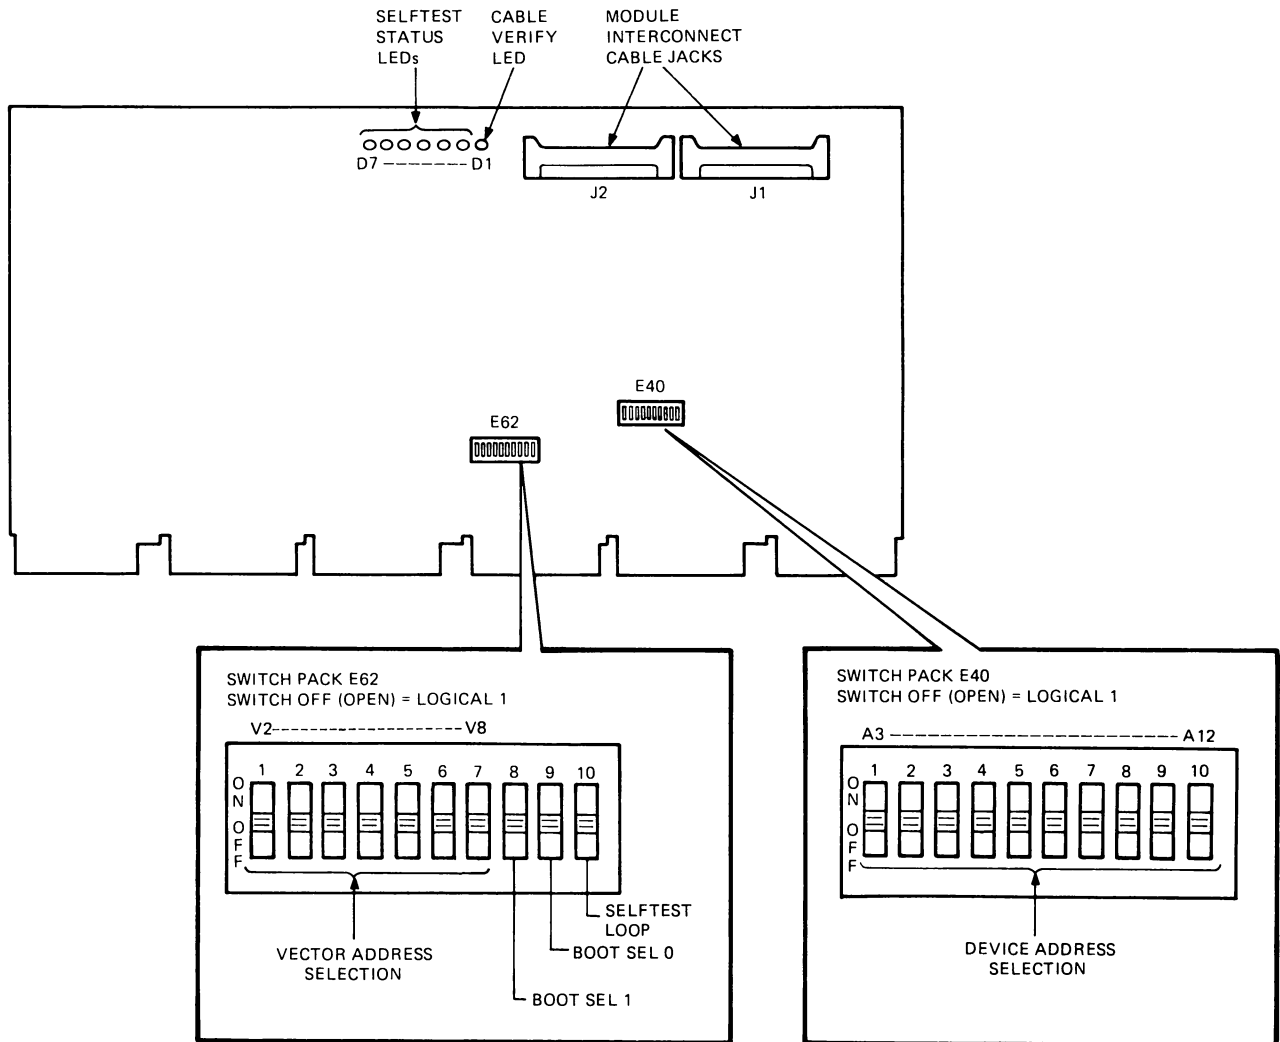 SELFTEST
STATUS
LEDs
CABLE
VERIFY
LED
MODULE
INTERCONNECT
CABLE JACKS
D7 ------- D1
J2
J1
E40
E62
SWITCH PACK E62
SWITCH OFF (OPEN) = LOGICAL 1
V2------------------V8
1 2 3 4 5 6 7 8 9 10
ON OFF
VECTOR ADDRESS
SELECTION
SELFTEST
LOOP
BOOT SEL 0
BOOT SEL 1
SWITCH PACK E40
SWITCH OFF (OPEN) = LOGICAL 1
A3 --------------------------- A12
1 2 3 4 5 6 7 8 9 10
ON OFF
DEVICE ADDRESS
SELECTION